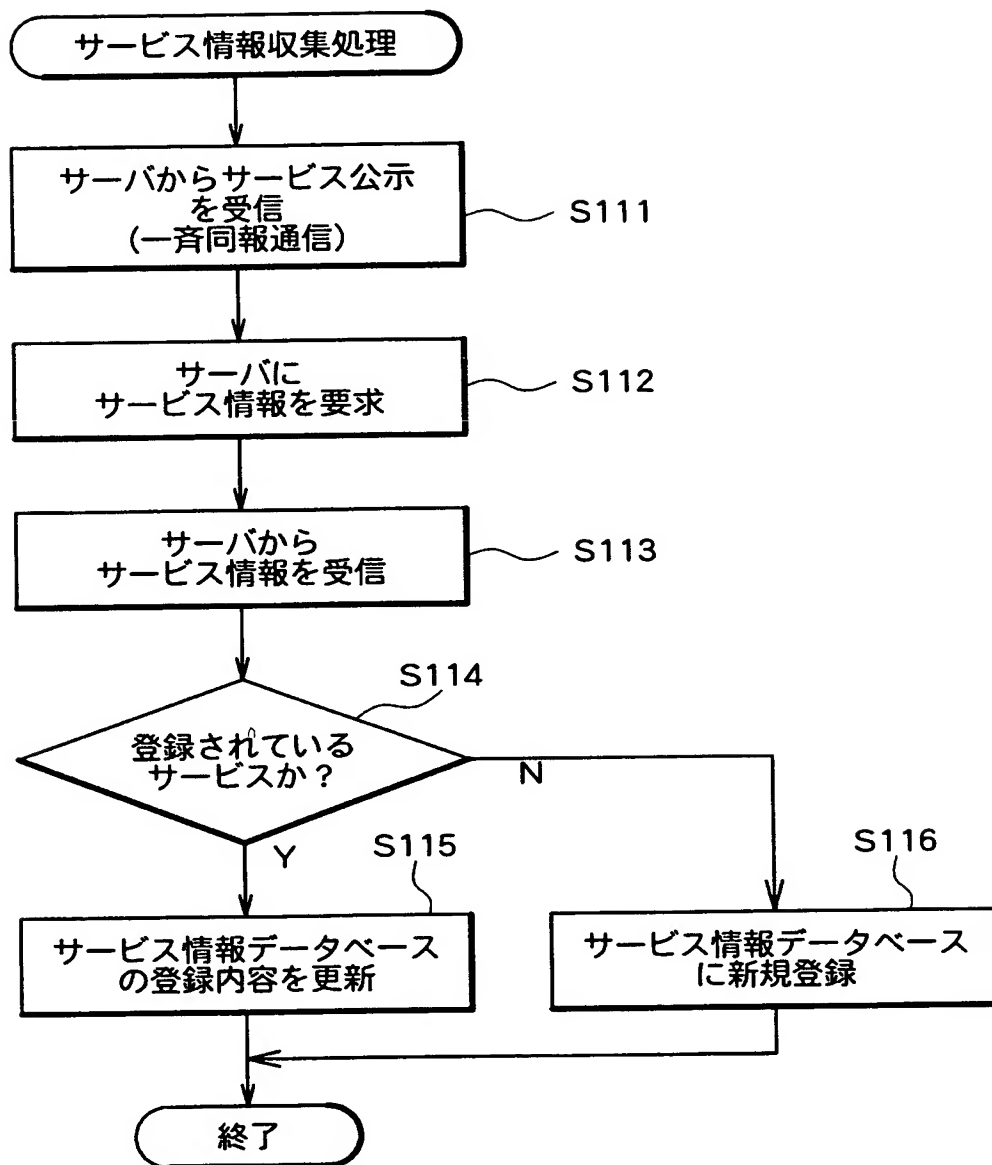 サービス情報収集処理
サーバからサービス公示
を受信
(一斉同報通信)
S111
サーバに
サービス情報を要求
S112
サーバから
サービス情報を受信
S113
S114
登録されている
サービスか?
N
Y
S115
S116
サービス情報データベース
の登録内容を更新
サービス情報データベース
に新規登録
終了